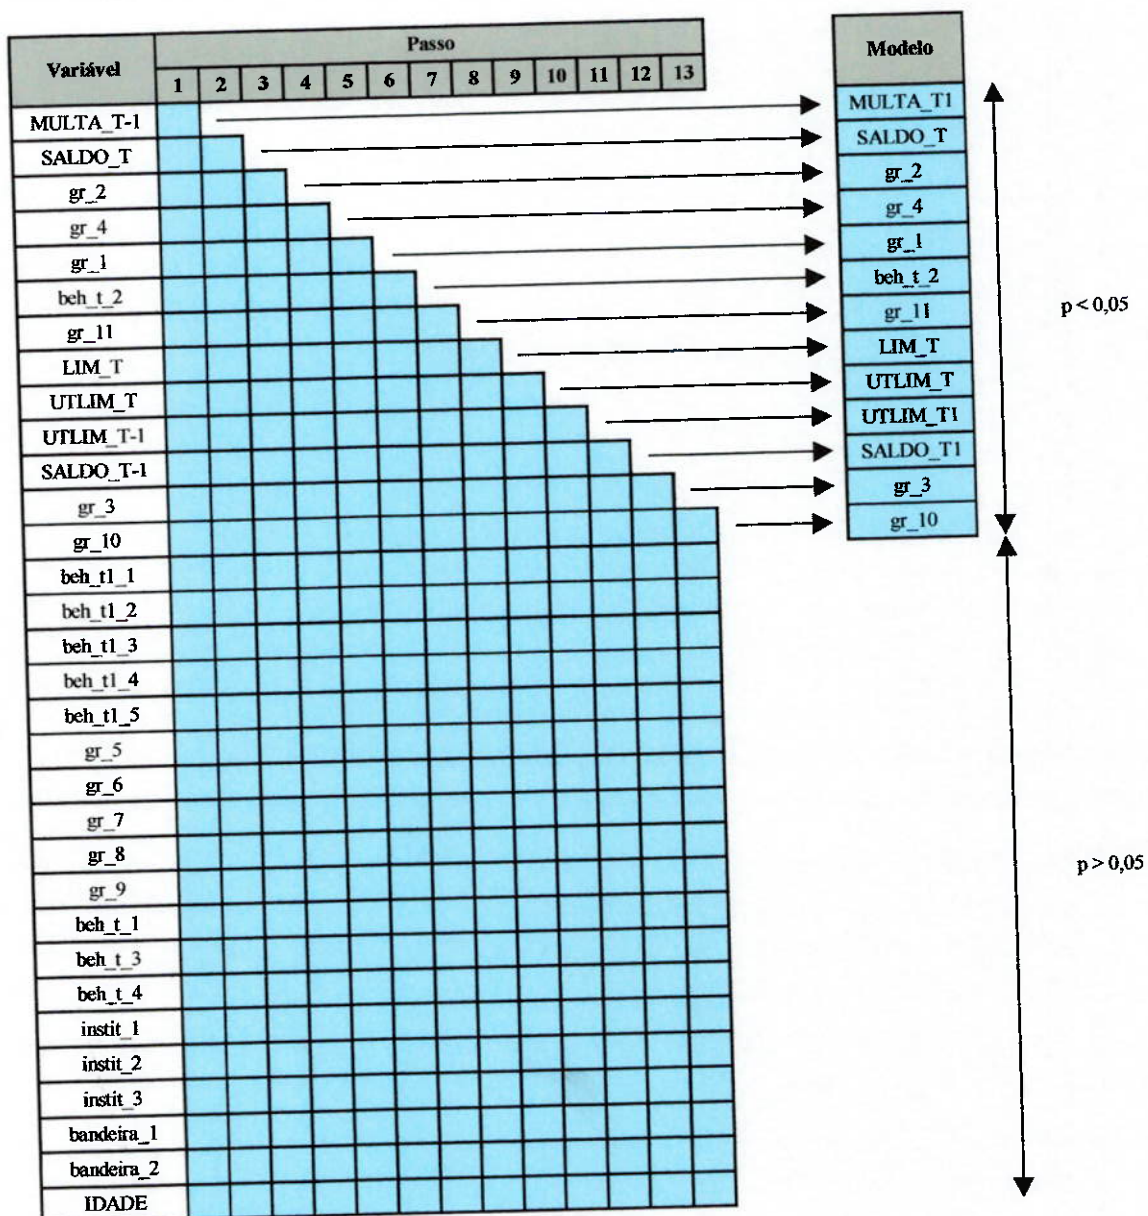 Variável Passo Modelo
1 2 3 4 5 6 7 8 9 10 11 12 13
MULTA_T-1 MULTA_T1
SALDO_T SALDO_T
gr_2 gr_2
gr_4 gr_4
gr_1 gr_1
beh_t_2 beh_t_2
gr_11 gr_11
LIM_T LIM_T
UTLIM_T UTLIM_T
UTLIM_T-1 UTLIM_T1
SALDO_T-1 SALDO_T1
gr_3 gr_3
gr_10 gr_10
p < 0,05
beh_t1_1
beh_t1_2
beh_t1_3
beh_t1_4
beh_t1_5
gr_5
gr_6
gr_7
gr_8
gr_9
beh_t_1
beh_t_3
beh_t_4
instit_1
instit_2
instit_3
bandeira_1
bandeira_2
IDADE
p > 0,05